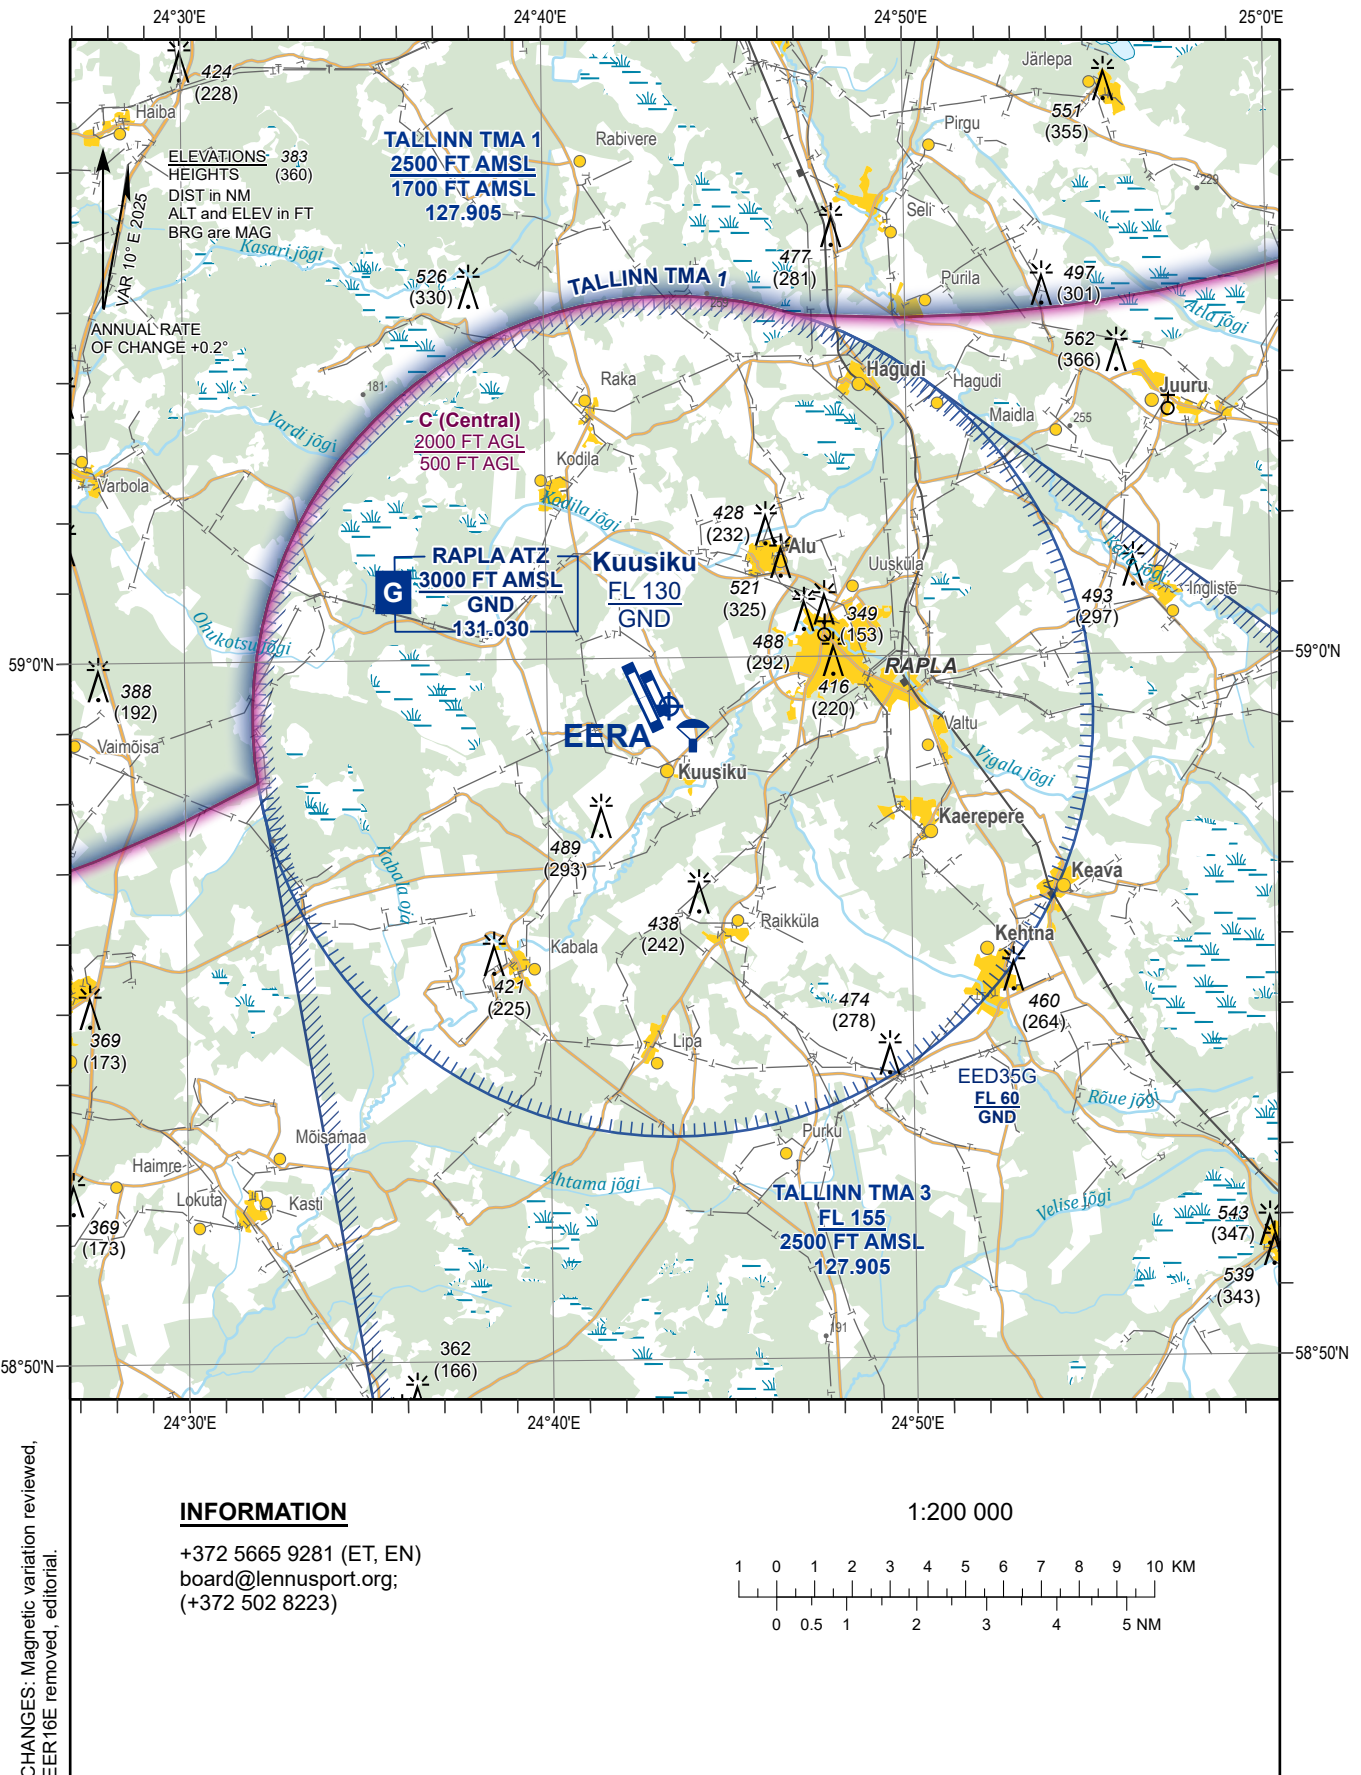 24°30'E
24°40'E
24°50'E
25°0'E
424
(228)
Haiba
ELEVATIONS 383
HEIGHTS (360)
DIST in NM
ALT and ELEV in FT
BRG are MAG
VAR 10° E 2025
ANNUAL RATE
OF CHANGE +0.2°
TALLINN TMA 1
2500 FT AMSL
1700 FT AMSL
127.905
Rabivere
Järlepa
551
(355)
Pirgu
229
Seli
477
(281)
Purila
497
(301)
Atla jõgi
Kasari jõgi
526
(330)
TALLINN TMA 1
562
(366)
Juuru
181
Raka
Hagudi
Hagudi
Maidla
255
Vardi jõgi
C (Central)
2000 FT AGL
500 FT AGL
Kodila
Varbola
Kodila jõgi
428
(232)
Alu
RAPLA ATZ
3000 FT AMSL
GND
131.030
G
Kuusiku
FL 130
GND
521
(325)
Uusküla
349
(153)
493
(297)
Ingliste
Ohukotsu jõgi
488
(292)
RAPLA
59°0'N
59°0'N
388
(192)
416
(220)
Vaimõisa
EERA
Kuusiku
Valtu
Vigala jõgi
489
(293)
Kaerepere
Kabala oja
Keava
438
(242)
Raikküla
Kehtna
Kabala
421
(225)
474
(278)
460
(264)
369
(173)
Lipa
EED35G
FL 60
GND
Rõue jõgi
Mõisamaa
Purku
Haimre
Lokuta
Kasti
Ahtama jõgi
TALLINN TMA 3
FL 155
2500 FT AMSL
127.905
Velise jõgi
369
(173)
543
(347)
539
(343)
191
362
(166)
58°50'N
58°50'N
24°30'E
24°40'E
24°50'E
CHANGES: Magnetic variation reviewed,
EER16E removed, editorial.
INFORMATION
+372 5665 9281 (ET, EN)
board@lennusport.org;
(+372 502 8223)
1:200 000
1 0 1 2 3 4 5 6 7 8 9 10 KM
0 0.5 1 2 3 4 5 NM